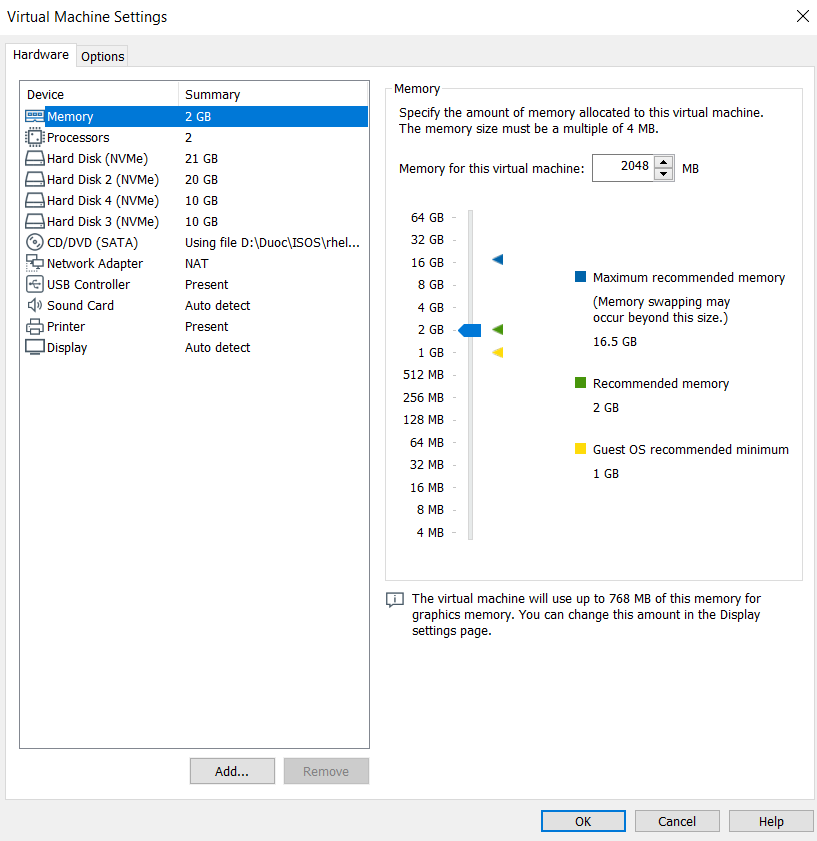 Virtual Machine Settings
Hardware
Options
Device Summary
Memory 2 GB
Processors 2
Hard Disk (NVMe) 21 GB
Hard Disk 2 (NVMe) 20 GB
Hard Disk 4 (NVMe) 10 GB
Hard Disk 3 (NVMe) 10 GB
CD/DVD (SATA) Using file D:\Duoc\ISOS\rhel...
Network Adapter NAT
USB Controller Present
Sound Card Auto detect
Printer Present
Display Auto detect
Add...
Remove
Memory
Specify the amount of memory allocated to this virtual machine.
The memory size must be a multiple of 4 MB.
Memory for this virtual machine: 2048 MB
64 GB
32 GB
16 GB
8 GB
4 GB
2 GB
1 GB
512 MB
256 MB
128 MB
64 MB
32 MB
16 MB
8 MB
4 MB
Maximum recommended memory
(Memory swapping may
occur beyond this size.)
16.5 GB
Recommended memory
2 GB
Guest OS recommended minimum
1 GB
The virtual machine will use up to 768 MB of this memory for
graphics memory. You can change this amount in the Display
settings page.
OK
Cancel
Help